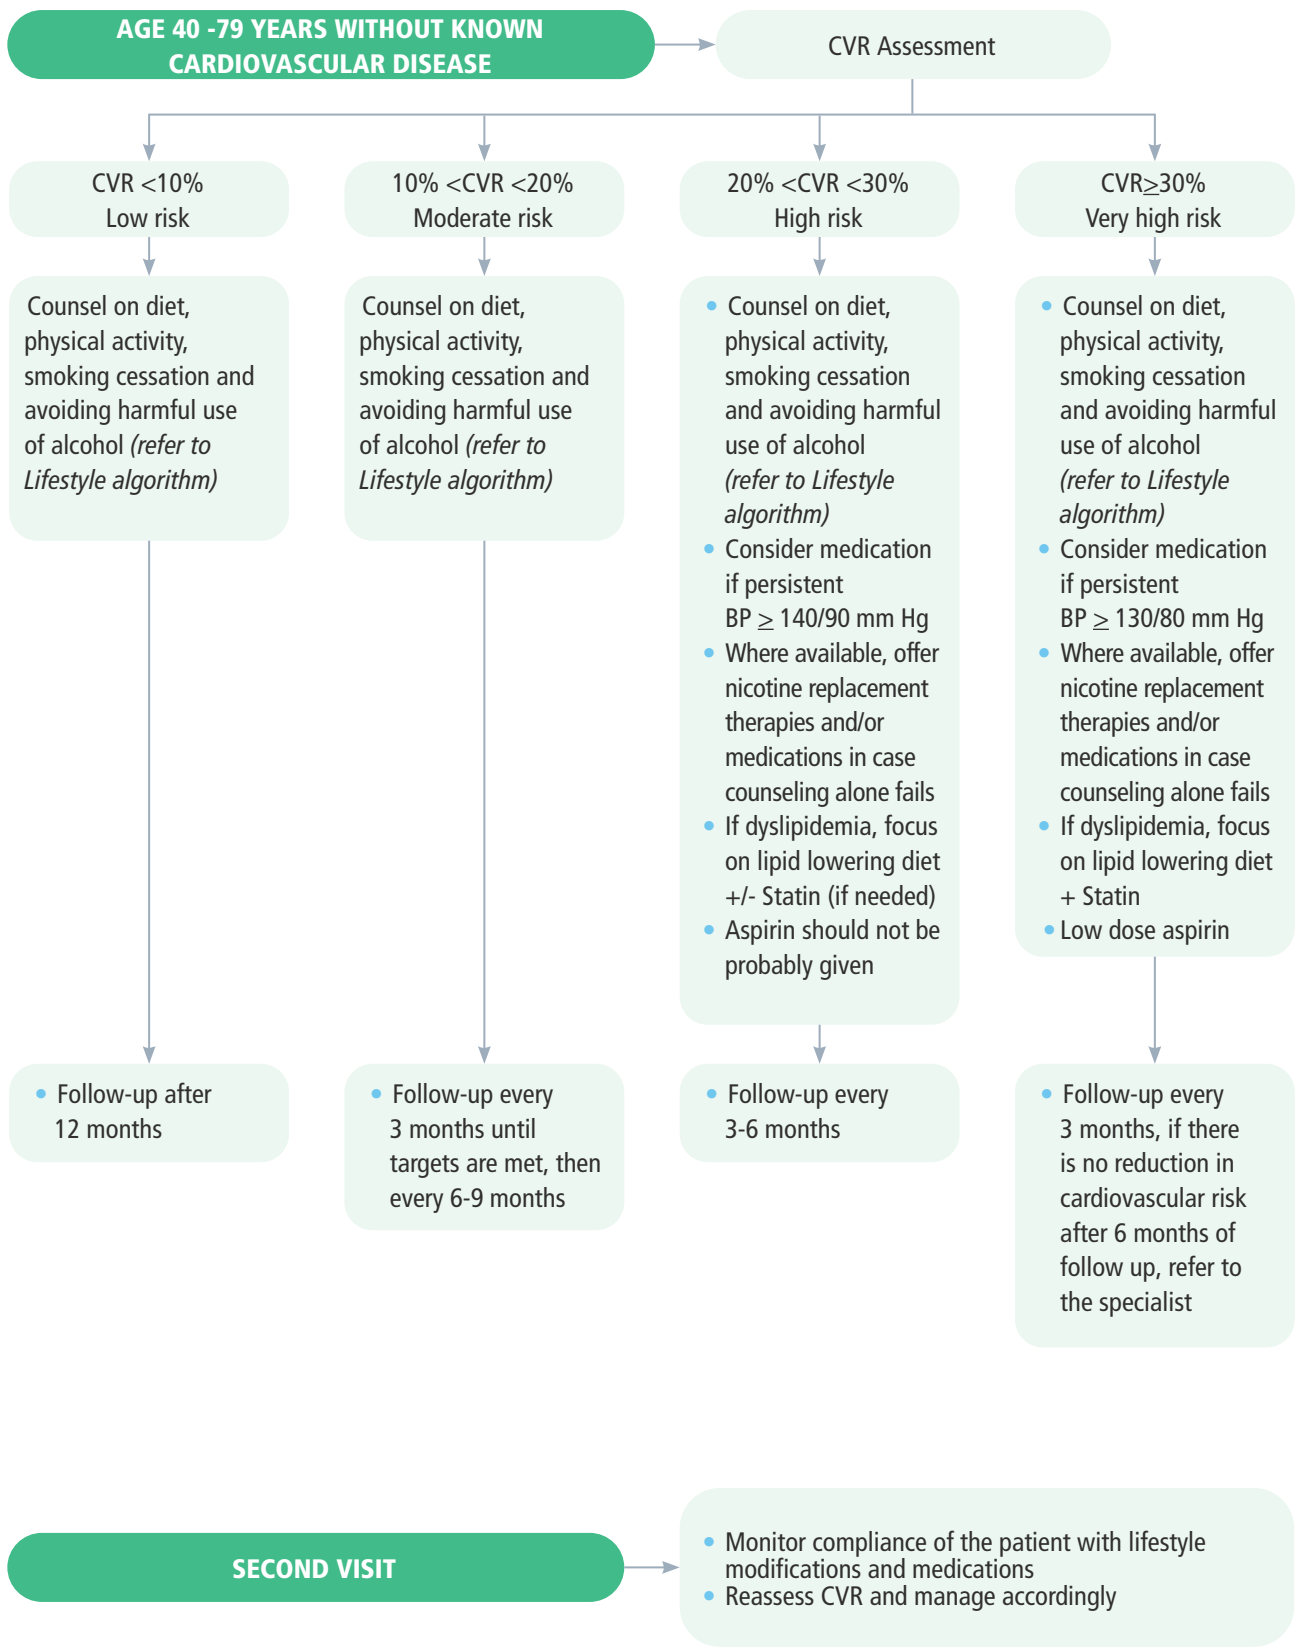 AGE 40 -79 YEARS WITHOUT KNOWN
CARDIOVASCULAR DISEASE
CVR Assessment
CVR <10%
Low risk
10% <CVR <20%
Moderate risk
20% <CVR <30%
High risk
CVR≥30%
Very high risk
Counsel on diet,
physical activity,
smoking cessation and
avoiding harmful use
of alcohol (refer to
Lifestyle algorithm)
Counsel on diet,
physical activity,
smoking cessation and
avoiding harmful use
of alcohol (refer to
Lifestyle algorithm)
• Counsel on diet,
physical activity,
smoking cessation
and avoiding harmful
use of alcohol
(refer to Lifestyle
algorithm)
• Consider medication
if persistent
BP ≥ 140/90 mm Hg
• Where available, offer
nicotine replacement
therapies and/or
medications in case
counseling alone fails
• If dyslipidemia, focus
on lipid lowering diet
+/- Statin (if needed)
• Aspirin should not be
probably given
• Counsel on diet,
physical activity,
smoking cessation
and avoiding harmful
use of alcohol
(refer to Lifestyle
algorithm)
• Consider medication
if persistent
BP ≥ 130/80 mm Hg
• Where available, offer
nicotine replacement
therapies and/or
medications in case
counseling alone fails
• If dyslipidemia, focus
on lipid lowering diet
+ Statin
• Low dose aspirin
• Follow-up after
12 months
• Follow-up every
3 months until
targets are met, then
every 6-9 months
• Follow-up every
3-6 months
• Follow-up every
3 months, if there
is no reduction in
cardiovascular risk
after 6 months of
follow up, refer to
the specialist
SECOND VISIT
• Monitor compliance of the patient with lifestyle
modifications and medications
• Reassess CVR and manage accordingly